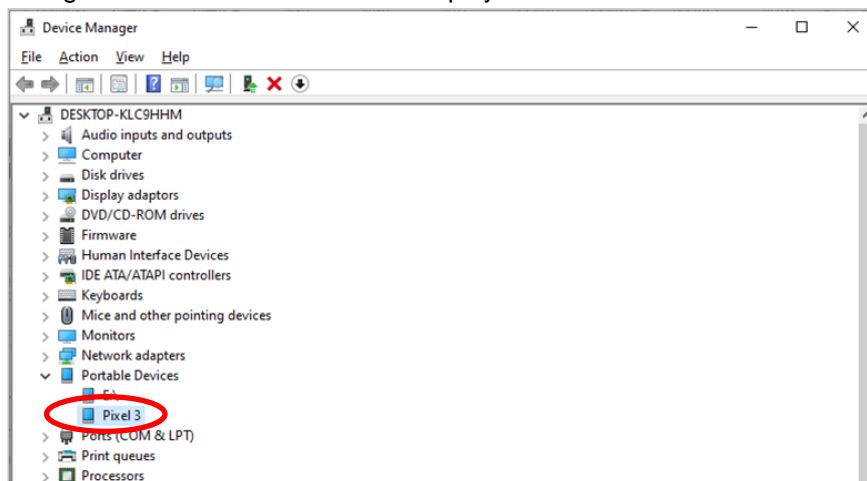 Device Manager
File Action View Help
DESKTOP-KLC9HHM
Audio inputs and outputs
Computer
Disk drives
Display adaptors
DVD/CD-ROM drives
Firmware
Human Interface Devices
IDE ATA/ATAPI controllers
Keyboards
Mice and other pointing devices
Monitors
Network adapters
Portable Devices
E:\
Pixel 3
Ports (COM & LPT)
Print queues
Processors